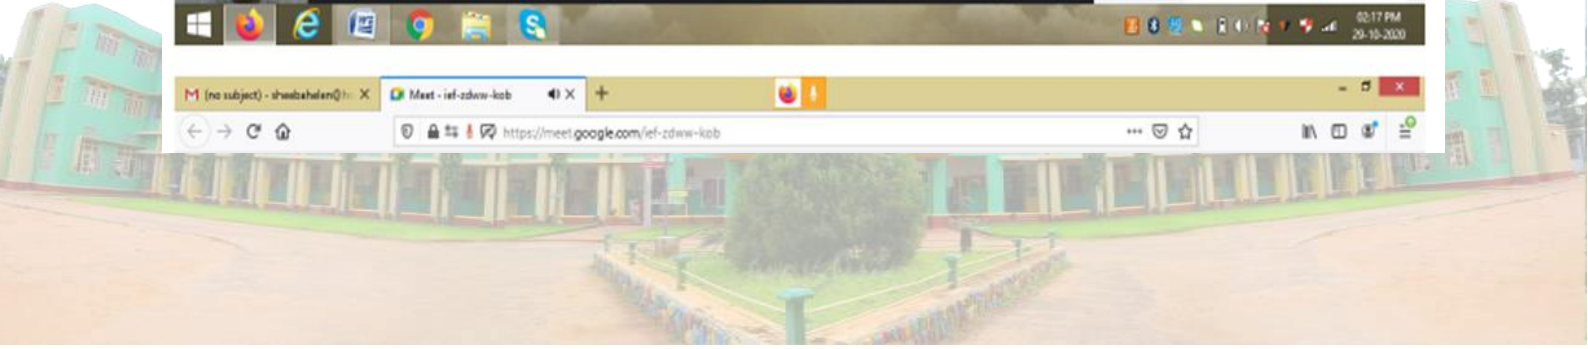 02:17 PM
29-10-2020
(no subject) - sheebahelen@ho
Meet - ief-zdww-kob
https://meet.google.com/ief-zdww-kob